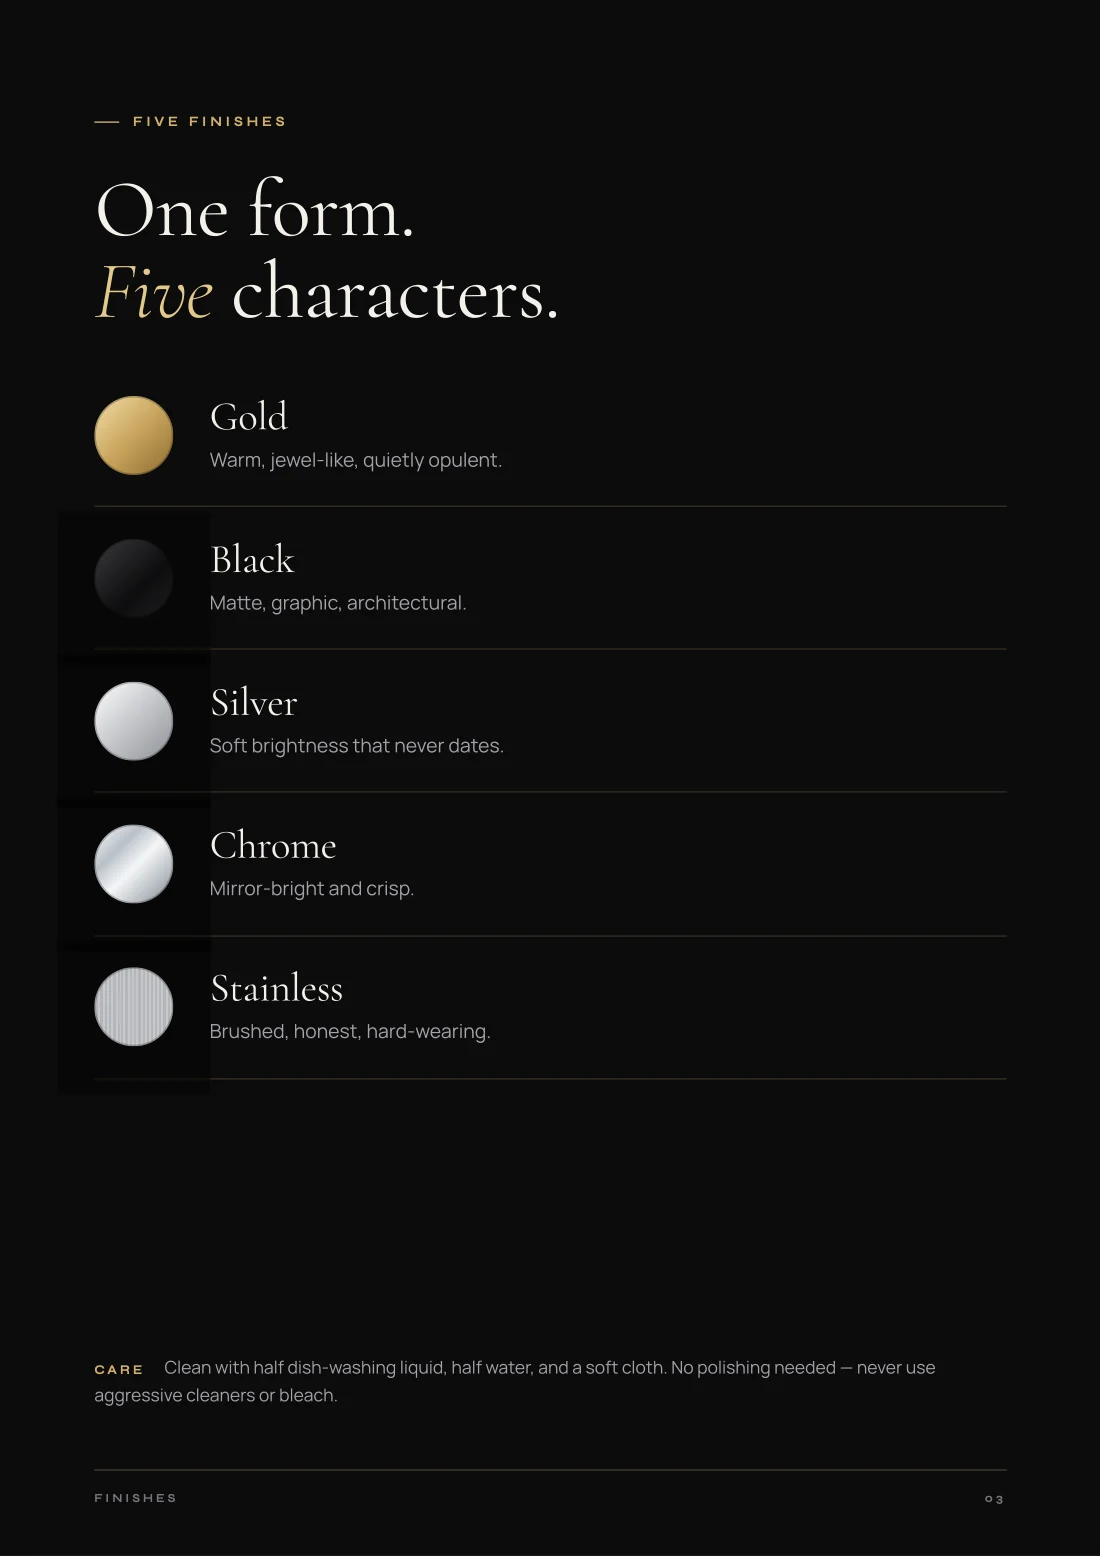 — FIVE FINISHES
One form.
Five characters.
Gold
Warm, jewel-like, quietly opulent.
Black
Matte, graphic, architectural.
Silver
Soft brightness that never dates.
Chrome
Mirror-bright and crisp.
Stainless
Brushed, honest, hard-wearing.
CARE Clean with half dish-washing liquid, half water, and a soft cloth. No polishing needed — never use
aggressive cleaners or bleach.
FINISHES 03